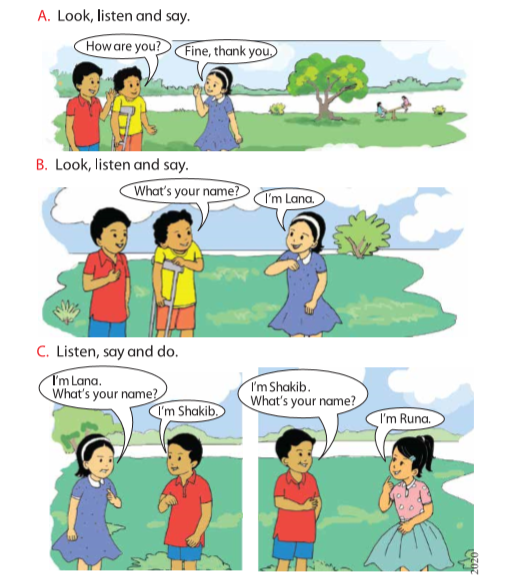 A. Look, listen and say.
How are you?
Fine, thank you.
B. Look, listen and say.
What's your name?
I'm Lana.
C. Listen, say and do.
I'm Lana.
What's your name?
I'm Shakib.
I'm Shakib.
What's your name?
I'm Runa.
2020